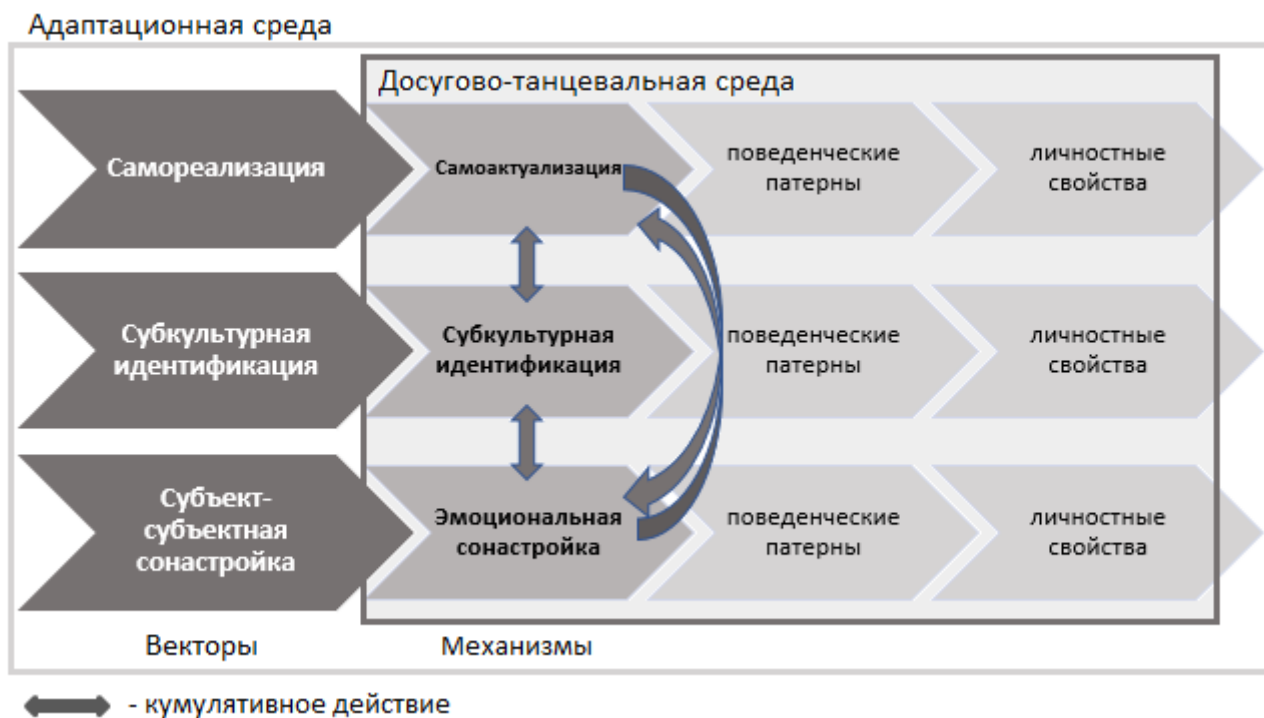 Адаптационная среда
Досугово-танцевальная среда
Самореализация
Самоактуализация
поведенческие
патерны
личностные
свойства
Субкультурная
идентификация
Субкультурная
идентификация
поведенческие
патерны
личностные
свойства
Субъект-
субъектная
сонастройка
Эмоциональная
сонастройка
поведенческие
патерны
личностные
свойства
Векторы
Механизмы
- кумулятивное действие